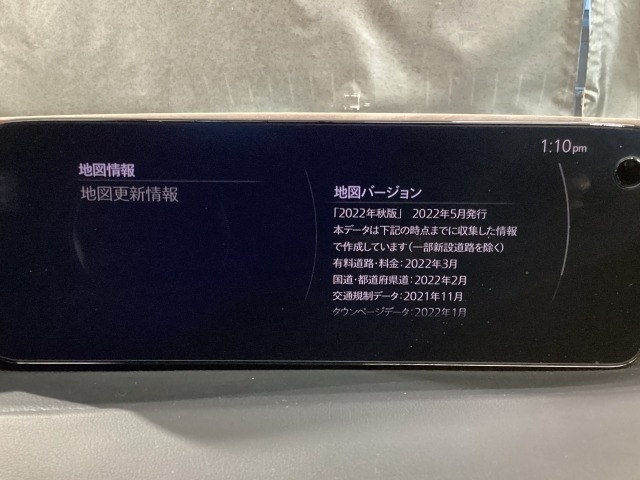 1:10pm
地図情報
地図更新情報
地図バージョン
「2022年秋版」 2022年5月発行
本データは下記の時点までに収集した情報
で作成しています(一部新設道路を除く)
有料道路・料金:2022年3月
国道・都道府県道:2022年2月
交通規制データ:2021年11月
タウンページデータ:2022年1月